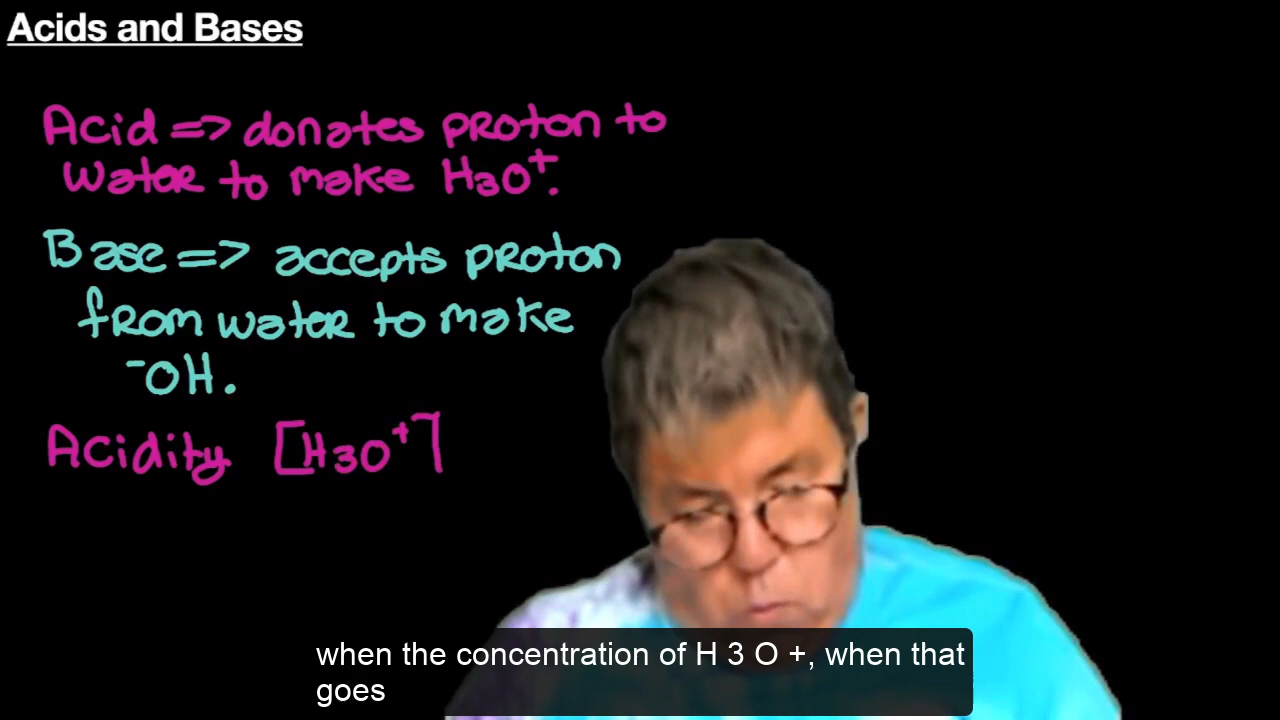 Acids and Bases
Acid => donates proton to
water to make H3O⁺.
Base => accepts proton
from water to make
⁻OH.
Acidity [H3O⁺]
when the concentration of H 3 O +, when that
goes